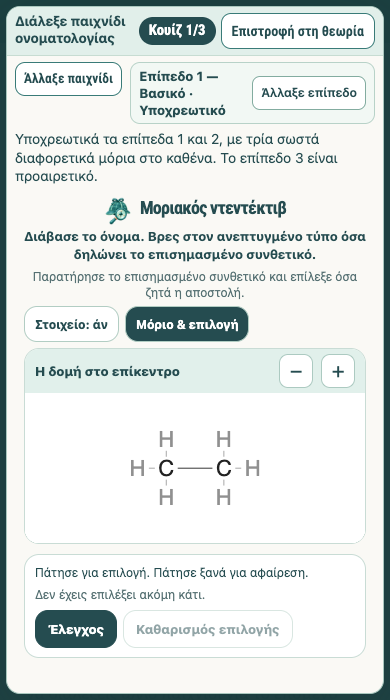 Διάλεξε παιχνίδι
ονοματολογίας
Κουίζ 1/3
Επιστροφή στη θεωρία
Άλλαξε παιχνίδι
Επίπεδο 1 —
Βασικό ·
Υποχρεωτικό
Άλλαξε επίπεδο
Υποχρεωτικά τα επίπεδα 1 και 2, με τρία σωστά
διαφορετικά μόρια στο καθένα. Το επίπεδο 3 είναι
προαιρετικό.
Μοριακός ντετέκτιβ
Διάβασε το όνομα. Βρες στον ανεπτυγμένο τύπο όσα
δηλώνει το επισημασμένο συνθετικό.
Παρατήρησε το επισημασμένο συνθετικό και επίλεξε όσα
ζητά η αποστολή.
Στοιχείο: άν
Μόριο & επιλογή
Η δομή στο επίκεντρο
− +
H H
H C C H
H H
Πάτησε για επιλογή. Πάτησε ξανά για αφαίρεση.
Δεν έχεις επιλέξει ακόμη κάτι.
Έλεγχος
Καθαρισμός επιλογής